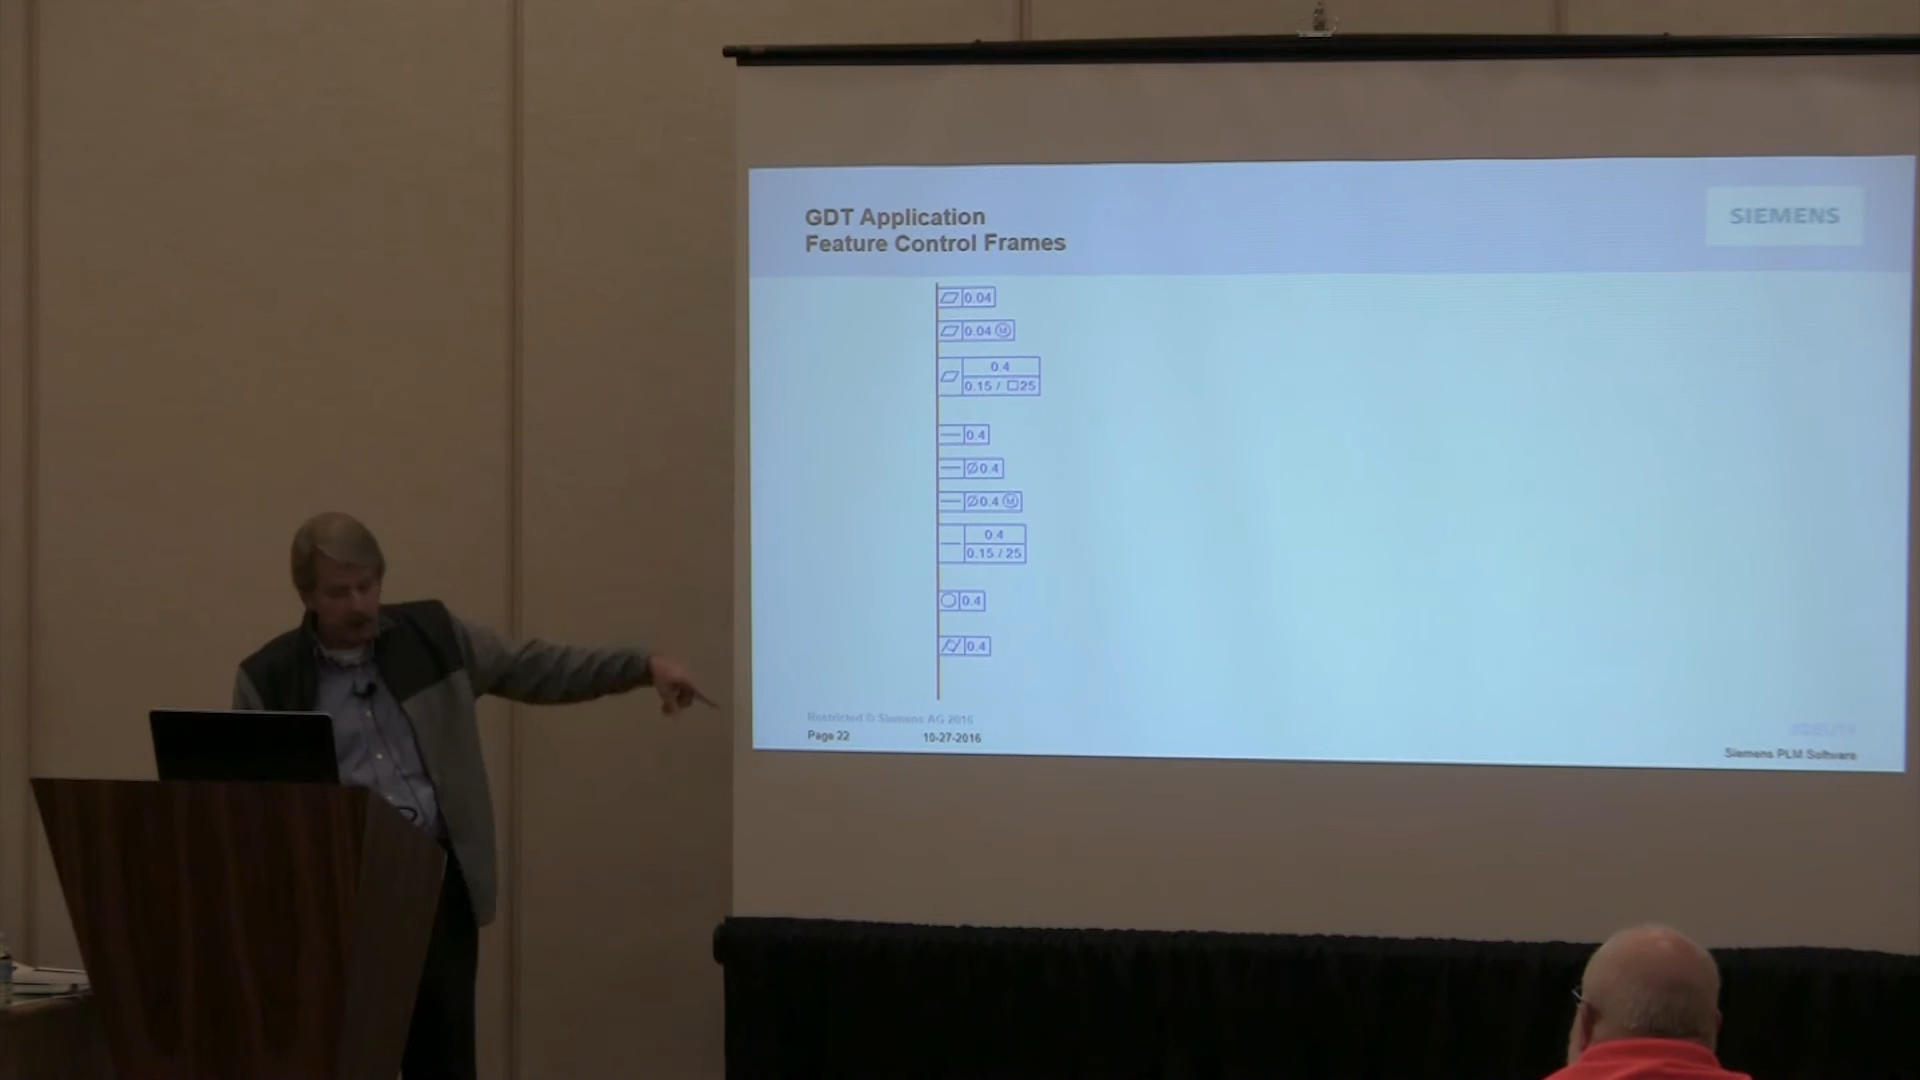 GDT Application
Feature Control Frames
SIEMENS
0.04
0.04 Ⓜ
0.4
0.15 / □25
0.4
⌀0.4
⌀0.4 Ⓜ
0.4
0.15 / 25
0.4
0.4
Restricted © Siemens AG 2016
Page 22
10-27-2016
Siemens PLM Software